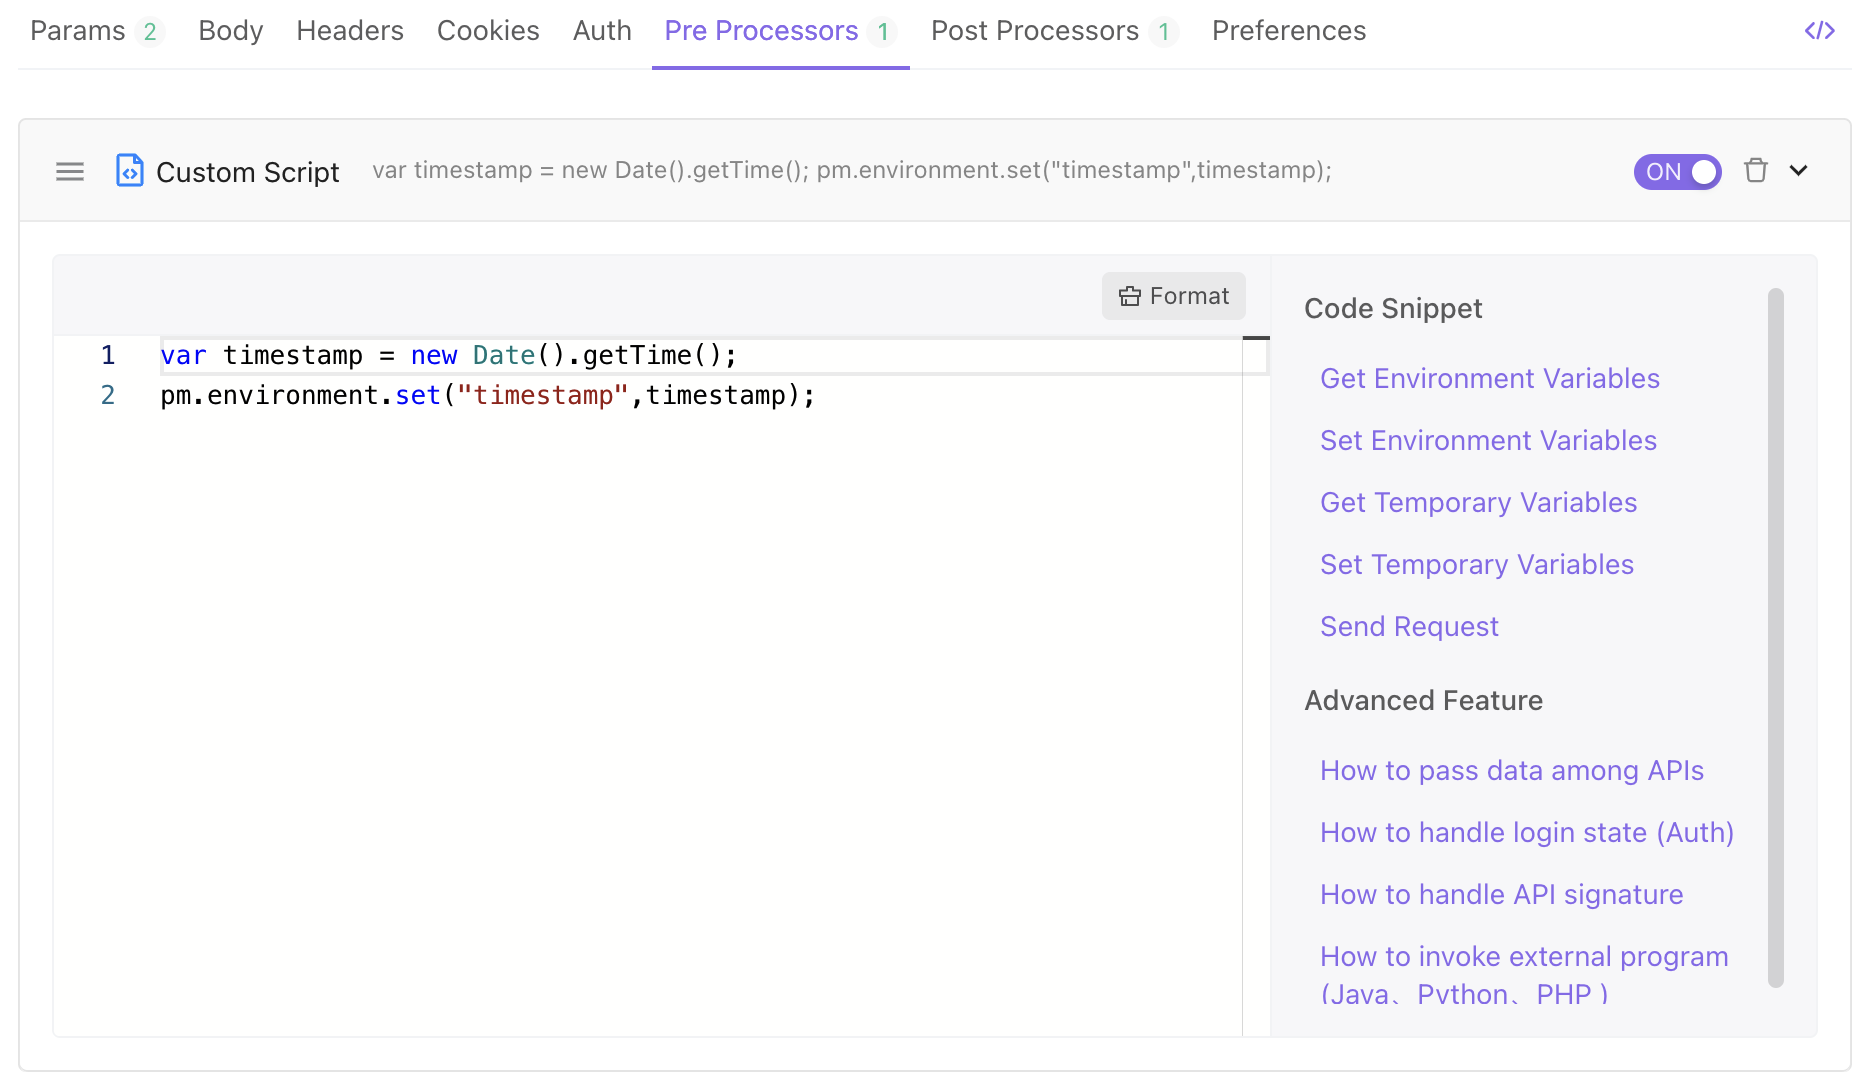 Params 2 Body Headers Cookies Auth Pre Processors 1 Post Processors 1 Preferences </>
Custom Script var timestamp = new Date().getTime(); pm.environment.set("timestamp",timestamp); ON
Format
1 var timestamp = new Date().getTime();
2 pm.environment.set("timestamp",timestamp);
Code Snippet
Get Environment Variables
Set Environment Variables
Get Temporary Variables
Set Temporary Variables
Send Request
Advanced Feature
How to pass data among APIs
How to handle login state (Auth)
How to handle API signature
How to invoke external program
(Java、Python、PHP )